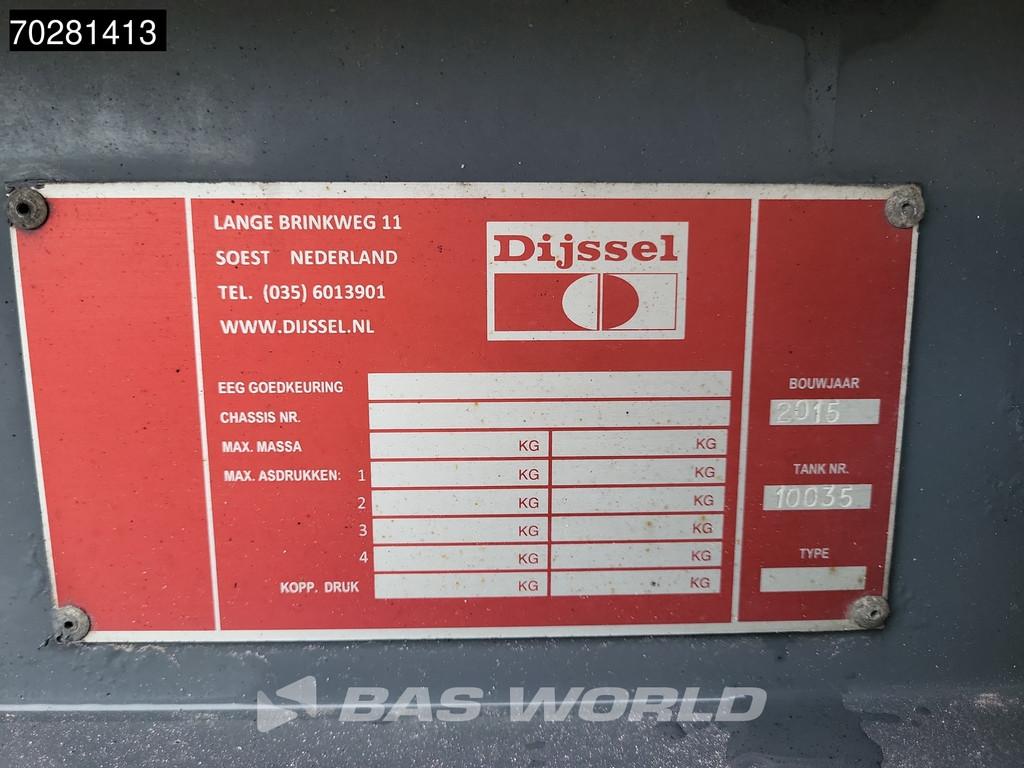 70281413
LANGE BRINKWEG 11
SOEST NEDERLAND
TEL. (035) 6013901
WWW.DIJSSEL.NL
Dijssel
EEG GOEDKEURING
CHASSIS NR.
MAX. MASSA KG KG
MAX. ASDRUKKEN: 1 KG KG
2 KG KG
3 KG KG
4 KG KG
KOPP. DRUK KG KG
BOUWJAAR
2015
TANK NR.
10035
TYPE
BAS WORLD